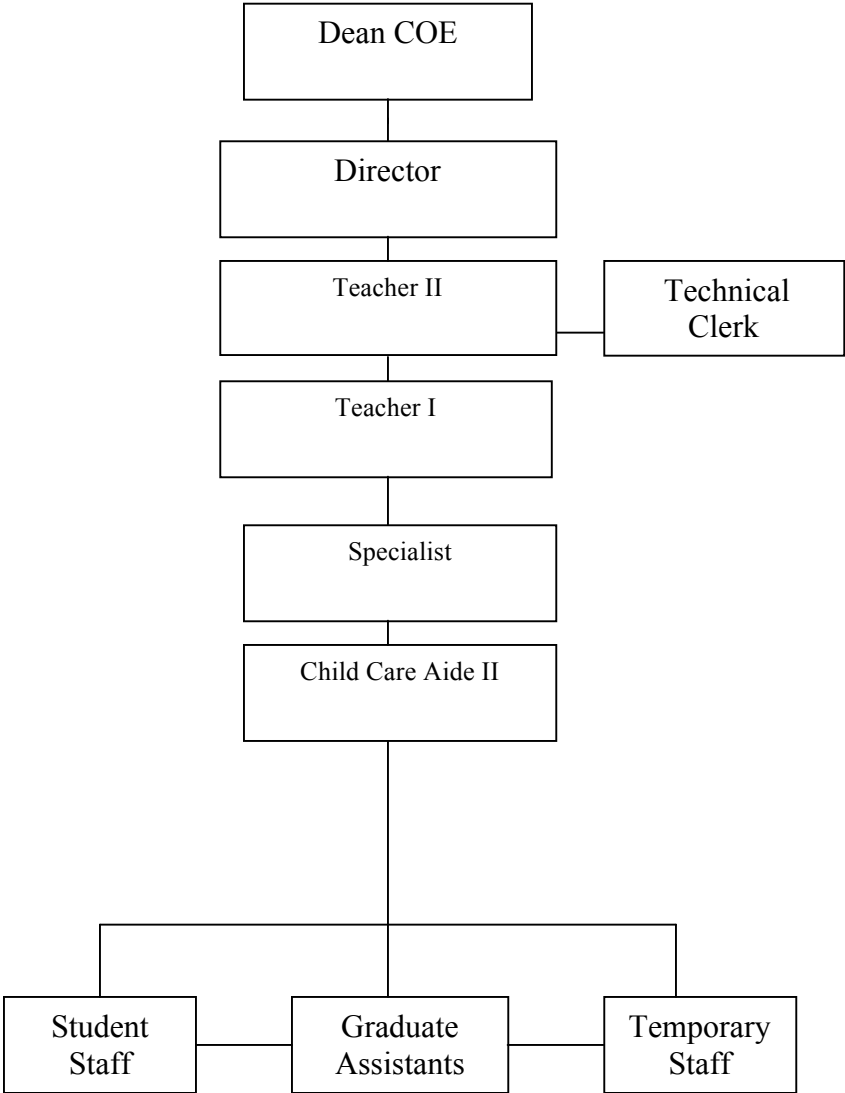 Dean COE
Director
Teacher II
Technical
Clerk
Teacher I
Specialist
Child Care Aide II
Student
Staff
Graduate
Assistants
Temporary
Staff